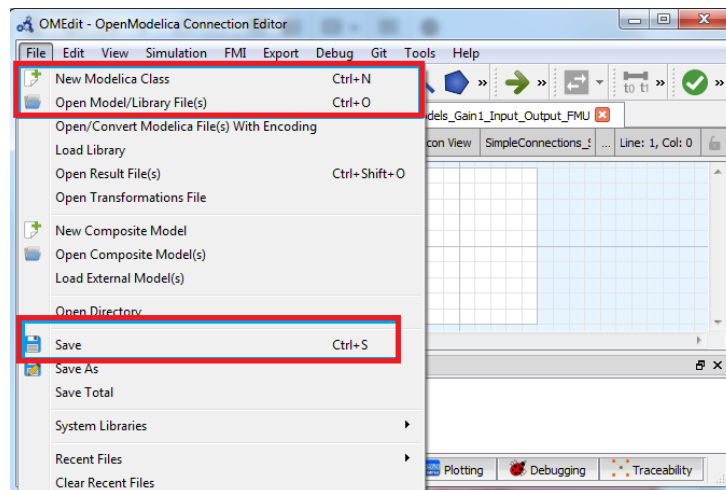 OMEdit - OpenModelica Connection Editor
File Edit View Simulation FMI Export Debug Git Tools Help
New Modelica Class Ctrl+N
Open Model/Library File(s) Ctrl+O
Open/Convert Modelica File(s) With Encoding
Load Library
Open Result File(s) Ctrl+Shift+O
Open Transformations File
New Composite Model
Open Composite Model(s)
Load External Model(s)
Open Directory
Save Ctrl+S
Save As
Save Total
System Libraries
Recent Files
Clear Recent Files
» » to t1 »  »
dels_Gain1_Input_Output_FMU
con View SimpleConnections_ ... Line: 1, Col: 0
Plotting Debugging Traceability